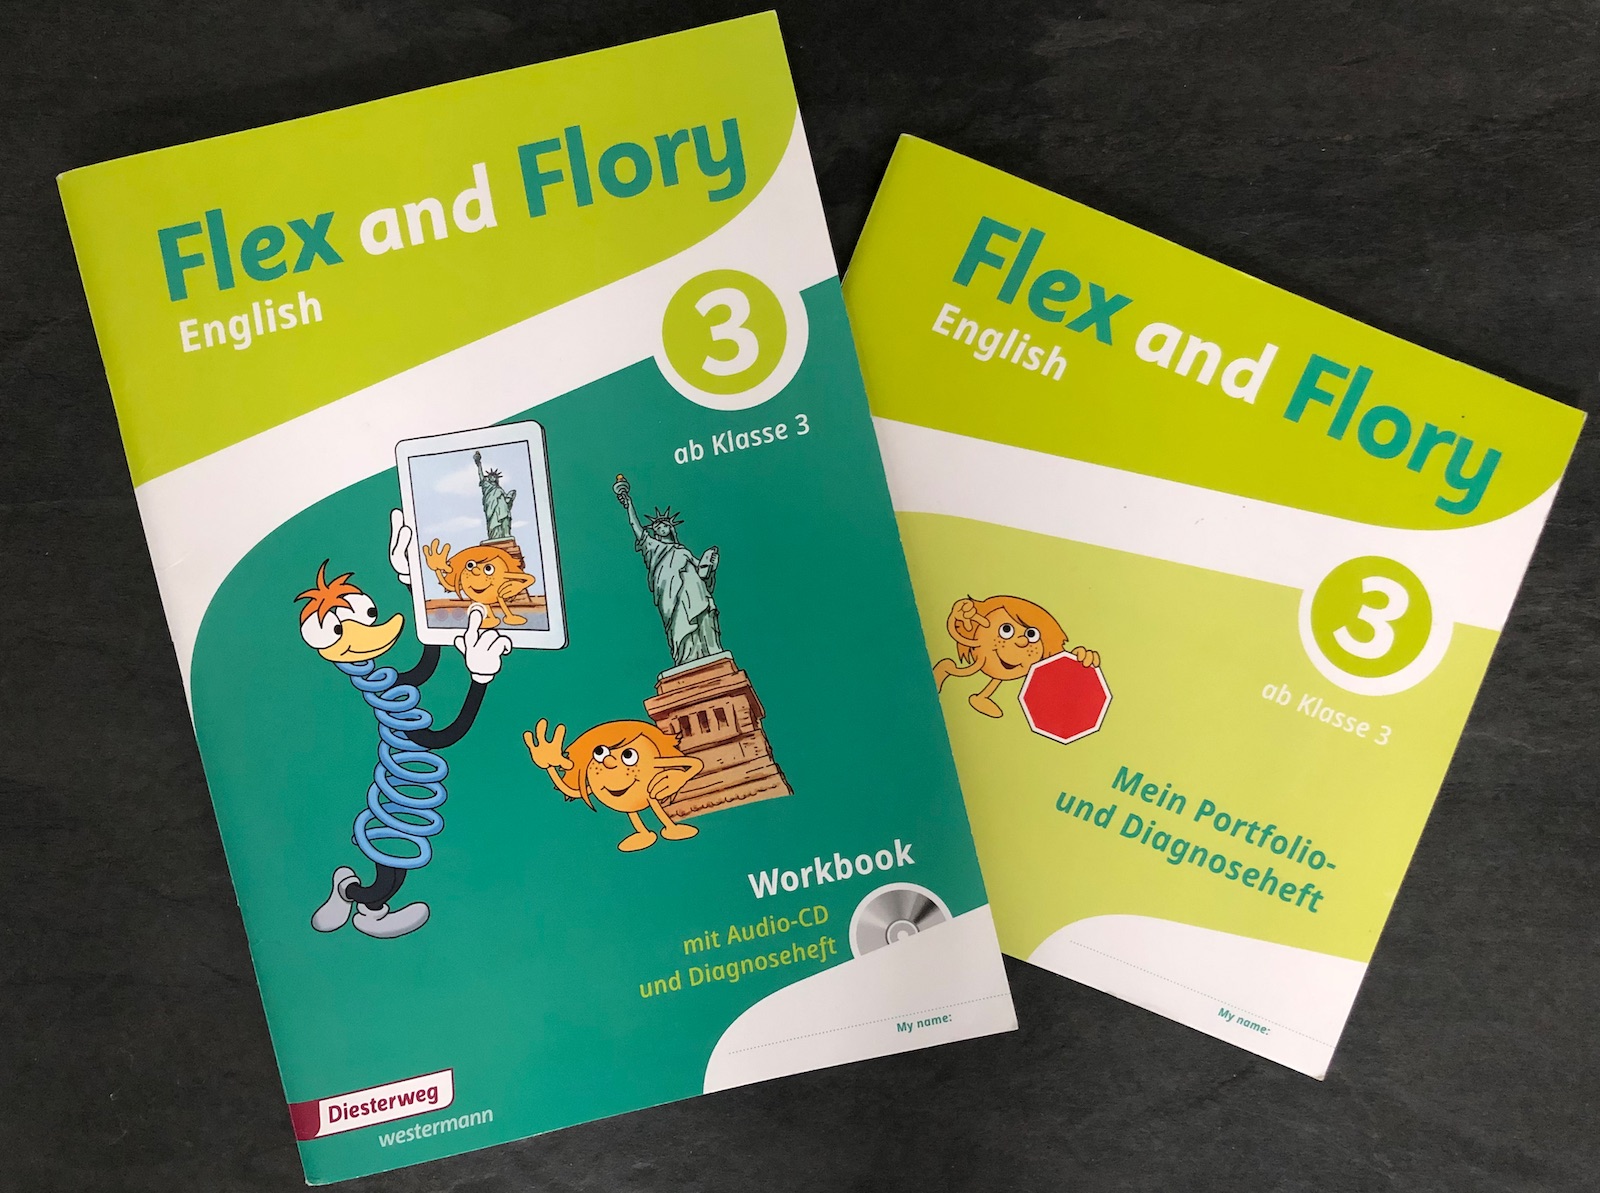 Flex and Flory
English
3
ab Klasse 3
Workbook
mit Audio-CD
und Diagnoseheft
My name:
Diesterweg
westermann
Flex and Flory
English
3
ab Klasse 3
Mein Portfolio-
und Diagnoseheft
My name: